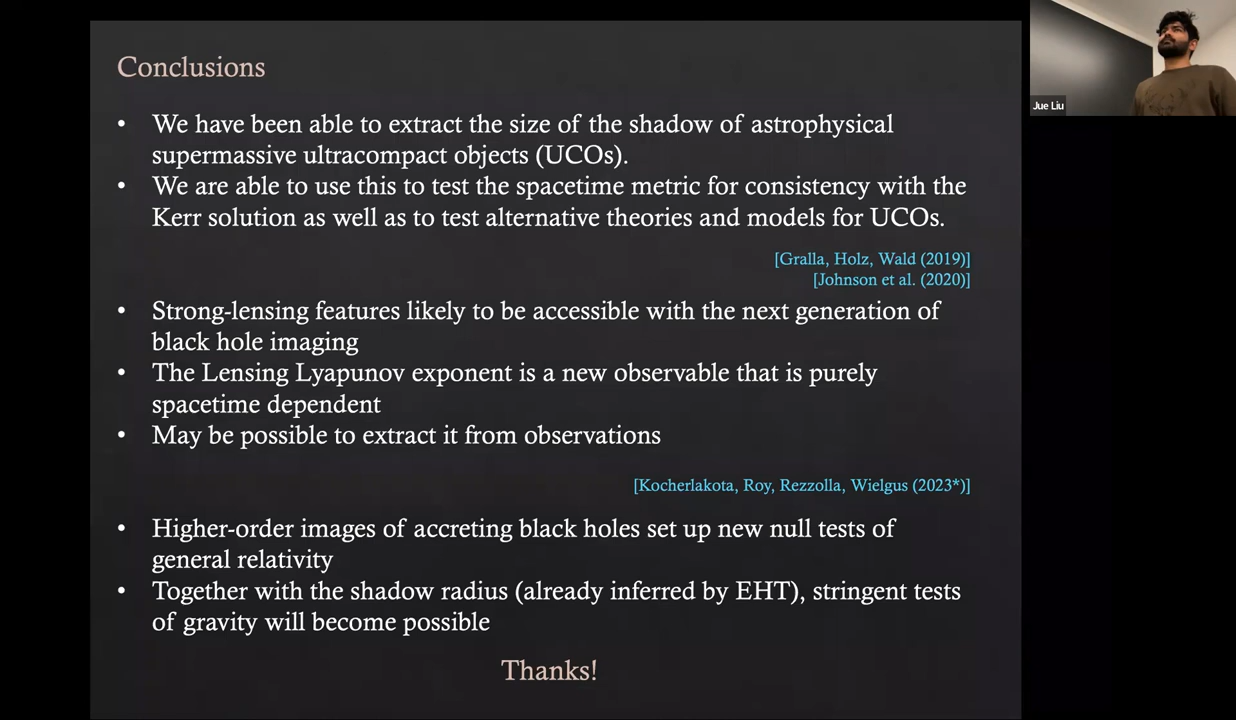 Conclusions
• We have been able to extract the size of the shadow of astrophysical
supermassive ultracompact objects (UCOs).
• We are able to use this to test the spacetime metric for consistency with the
Kerr solution as well as to test alternative theories and models for UCOs.
[Gralla, Holz, Wald (2019)]
[Johnson et al. (2020)]
• Strong-lensing features likely to be accessible with the next generation of
black hole imaging
• The Lensing Lyapunov exponent is a new observable that is purely
spacetime dependent
• May be possible to extract it from observations
[Kocherlakota, Roy, Rezzolla, Wielgus (2023*)]
• Higher-order images of accreting black holes set up new null tests of
general relativity
• Together with the shadow radius (already inferred by EHT), stringent tests
of gravity will become possible
Thanks!
Jue Liu